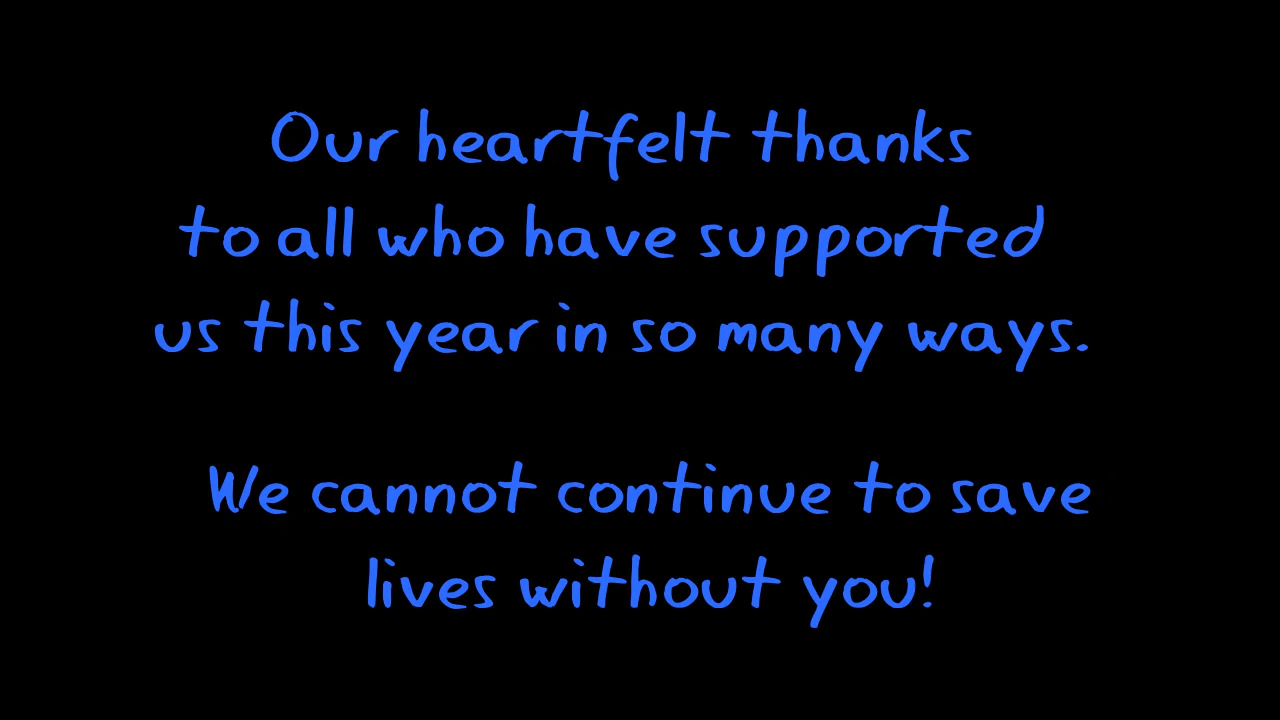 Our heartfelt thanks
to all who have supported
us this year in so many ways.
We cannot continue to save
lives without you!